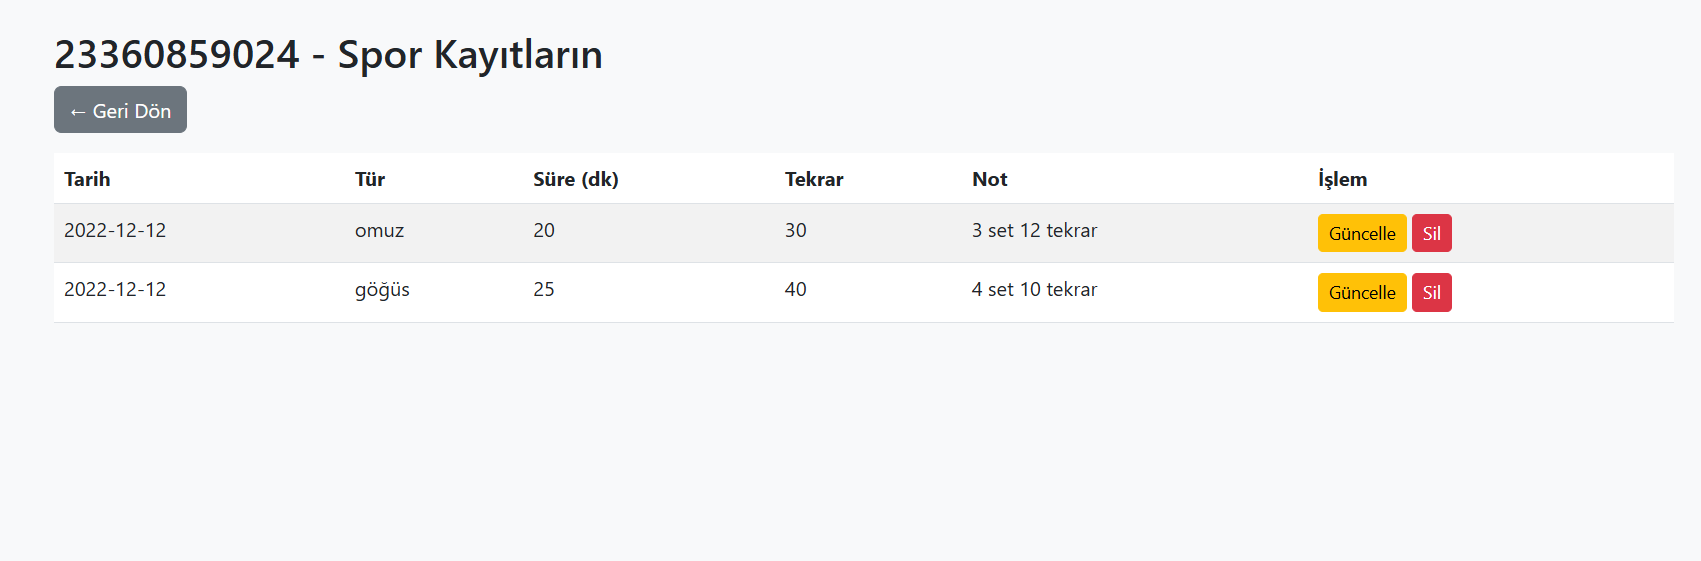 23360859024 - Spor Kayıtların
← Geri Dön
Tarih Tür Süre (dk) Tekrar Not İşlem
2022-12-12 omuz 20 30 3 set 12 tekrar Güncelle Sil
2022-12-12 göğüs 25 40 4 set 10 tekrar Güncelle Sil